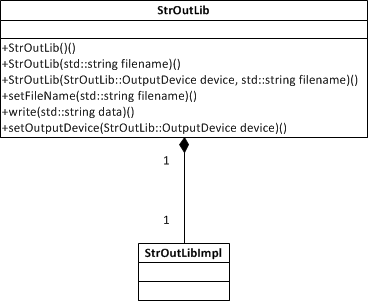 StrOutLib
+StrOutLib()()
+StrOutLib(std::string filename)()
+StrOutLib(StrOutLib::OutputDevice device, std::string filename)()
+setFileName(std::string filename)()
+write(std::string data)()
+setOutputDevice(StrOutLib::OutputDevice device)()
1
1
StrOutLibImpl